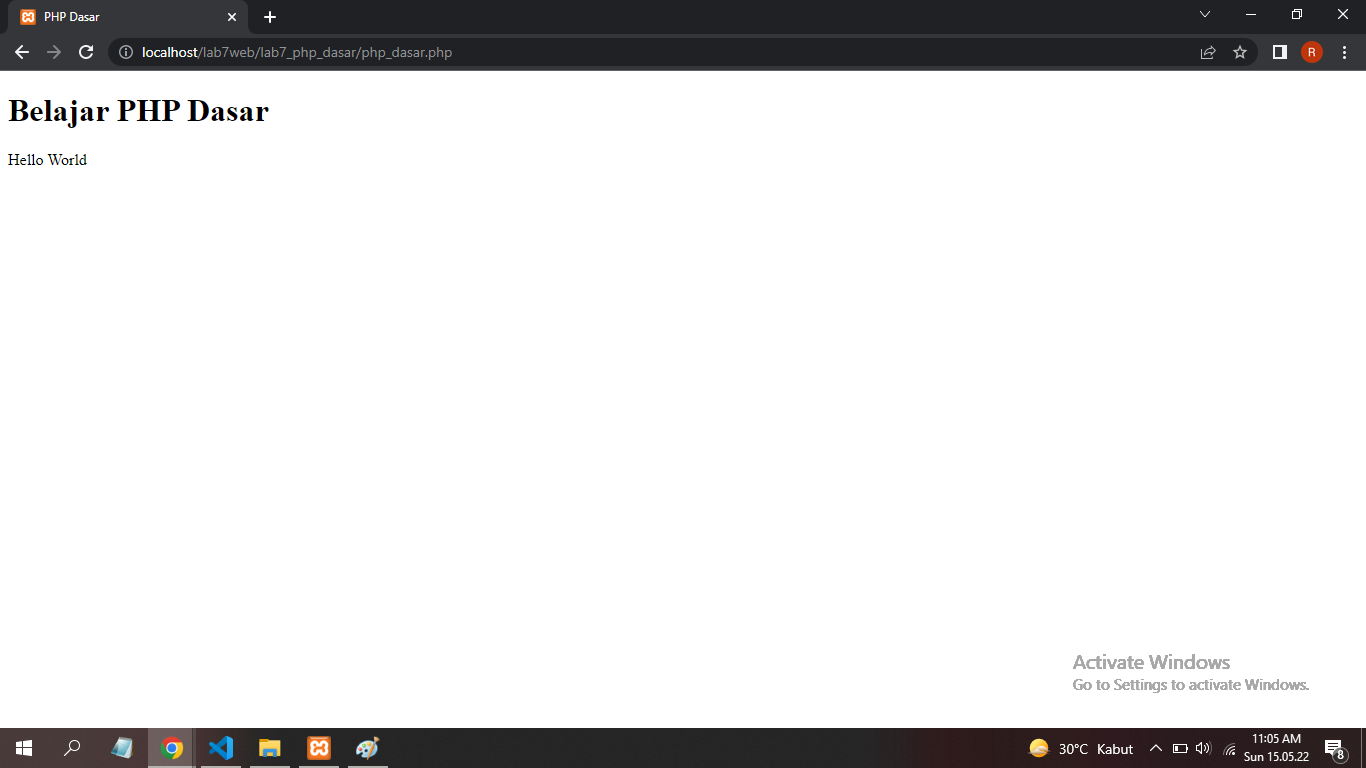 PHP Dasar
localhost/lab7web/lab7_php_dasar/php_dasar.php
R
Belajar PHP Dasar
Hello World
Activate Windows
Go to Settings to activate Windows.
30°C Kabut
11:05 AM
Sun 15.05.22
8